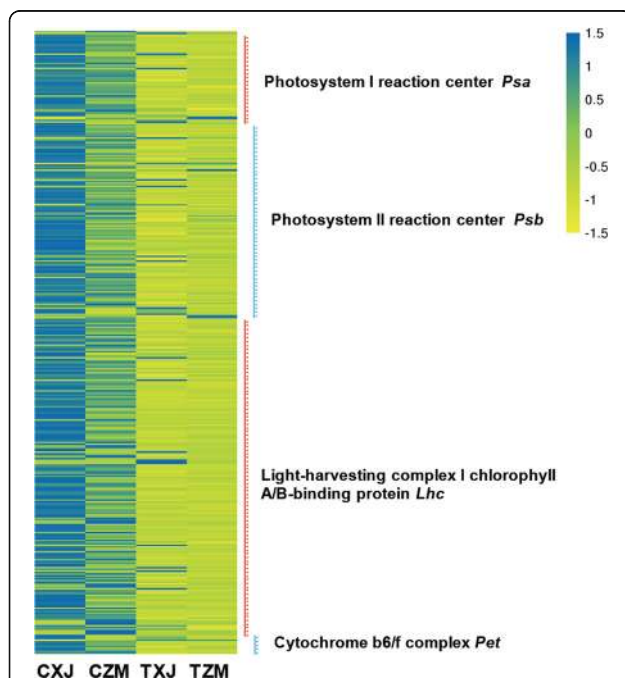 Photosystem I reaction center Psa
Photosystem II reaction center Psb
Light-harvesting complex I chlorophyll
A/B-binding protein Lhc
Cytochrome b6/f complex Pet
1.5
1
0.5
0
-0.5
-1
-1.5
CXJ CZM TXJ TZM